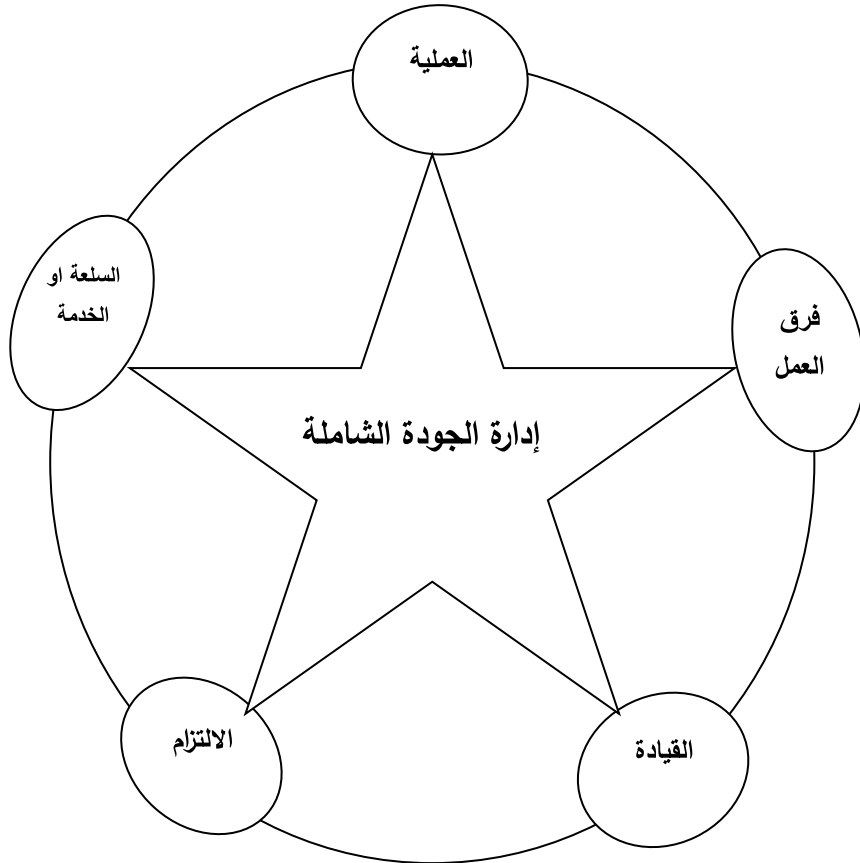 العملية
فرق
العمل
السلعة او
الخدمة
إدارة الجودة الشاملة
القيادة
الالتزام